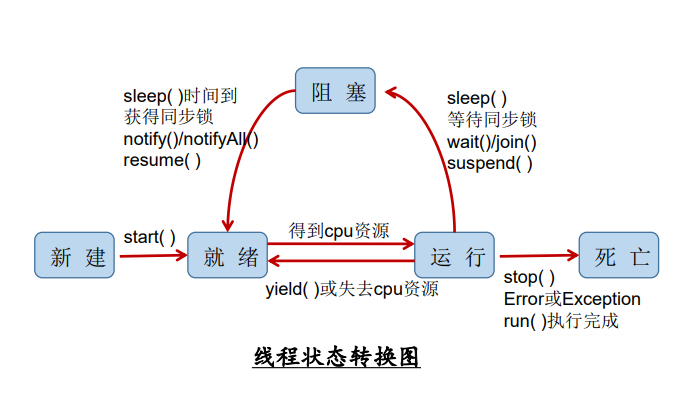 阻 塞
sleep( )时间到
获得同步锁
notify()/notifyAll()
resume( )
sleep( )
等待同步锁
wait()/join()
suspend( )
新 建
start( )
就 绪
得到cpu资源
yield( )或失去cpu资源
运 行
stop( )
Error或Exception
run( )执行完成
死 亡
线程状态转换图